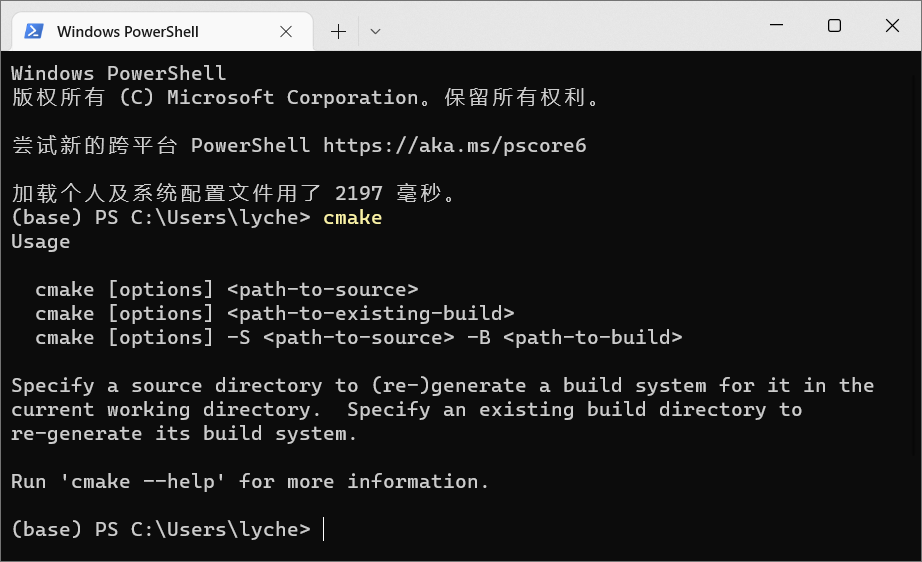 Windows PowerShell
Windows PowerShell
版权所有 (C) Microsoft Corporation。保留所有权利。
尝试新的跨平台 PowerShell https://aka.ms/pscore6
加载个人及系统配置文件用了 2197 毫秒。
(base) PS C:\Users\lyche> cmake
Usage
cmake [options] <path-to-source>
cmake [options] <path-to-existing-build>
cmake [options] -S <path-to-source> -B <path-to-build>
Specify a source directory to (re-)generate a build system for it in the
current working directory.  Specify an existing build directory to
re-generate its build system.
Run 'cmake --help' for more information.
(base) PS C:\Users\lyche>